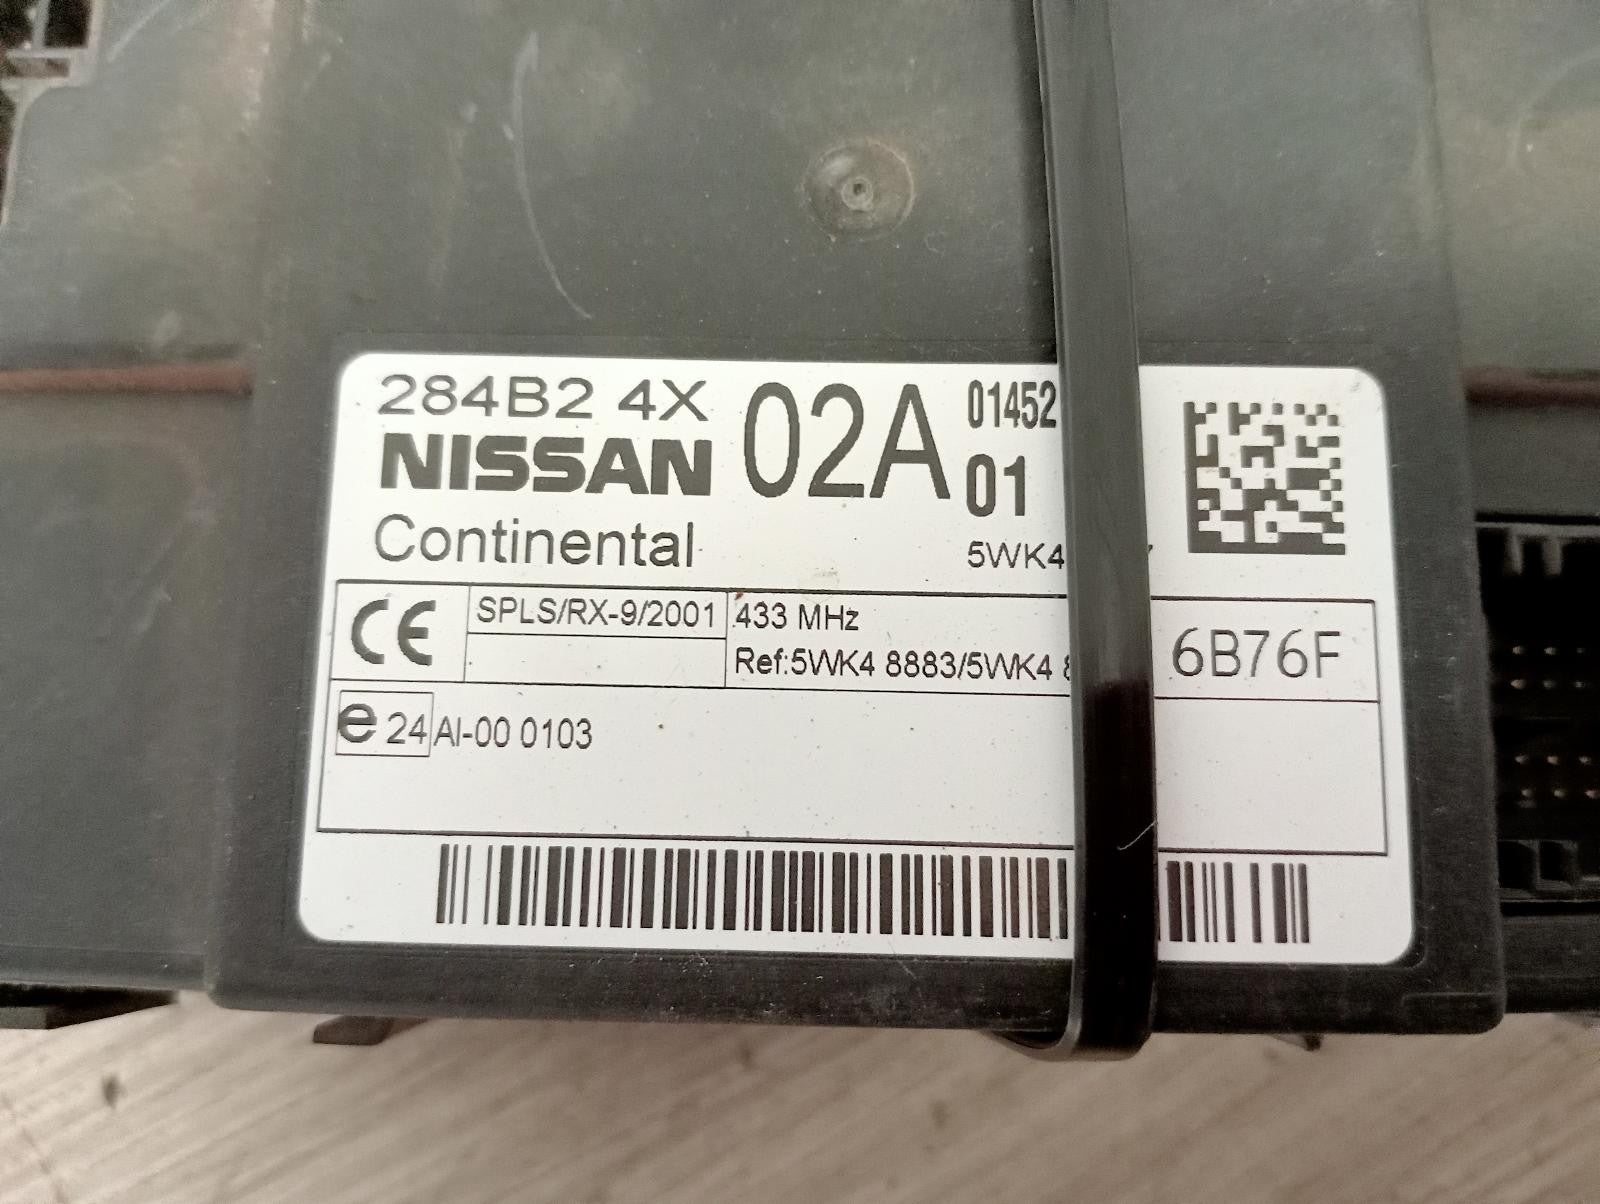 284B2 4X 02A 01452
NISSAN 01
Continental 5WK4
CE SPLS/RX-9/2001 433 MHz
Ref:5WK4 8883/5WK4 6B76F
e 24 AI-00 0103